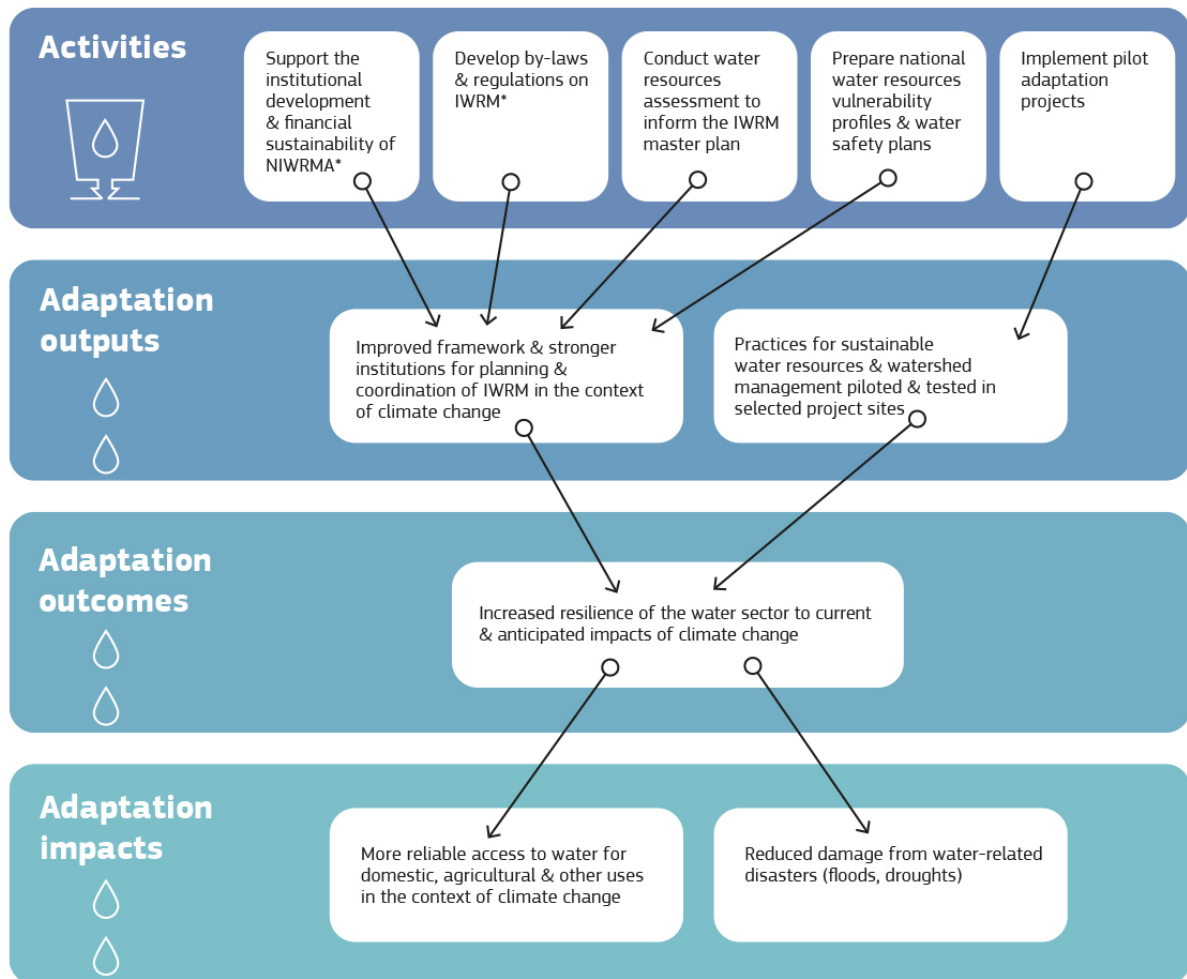 Activities
Support the
institutional
development
& financial
sustainability of
NIWRMA*
Develop by-laws
& regulations on
IWRM*
Conduct water
resources
assessment to
inform the IWRM
master plan
Prepare national
water resources
vulnerability
profiles & water
safety plans
Implement pilot
adaptation
projects
Adaptation
outputs
Improved framework & stronger
institutions for planning &
coordination of IWRM in the context
of climate change
Practices for sustainable
water resources & watershed
management piloted & tested in
selected project sites
Adaptation
outcomes
Increased resilience of the water sector to current
& anticipated impacts of climate change
Adaptation
impacts
More reliable access to water for
domestic, agricultural & other uses
in the context of climate change
Reduced damage from water-related
disasters (floods, droughts)